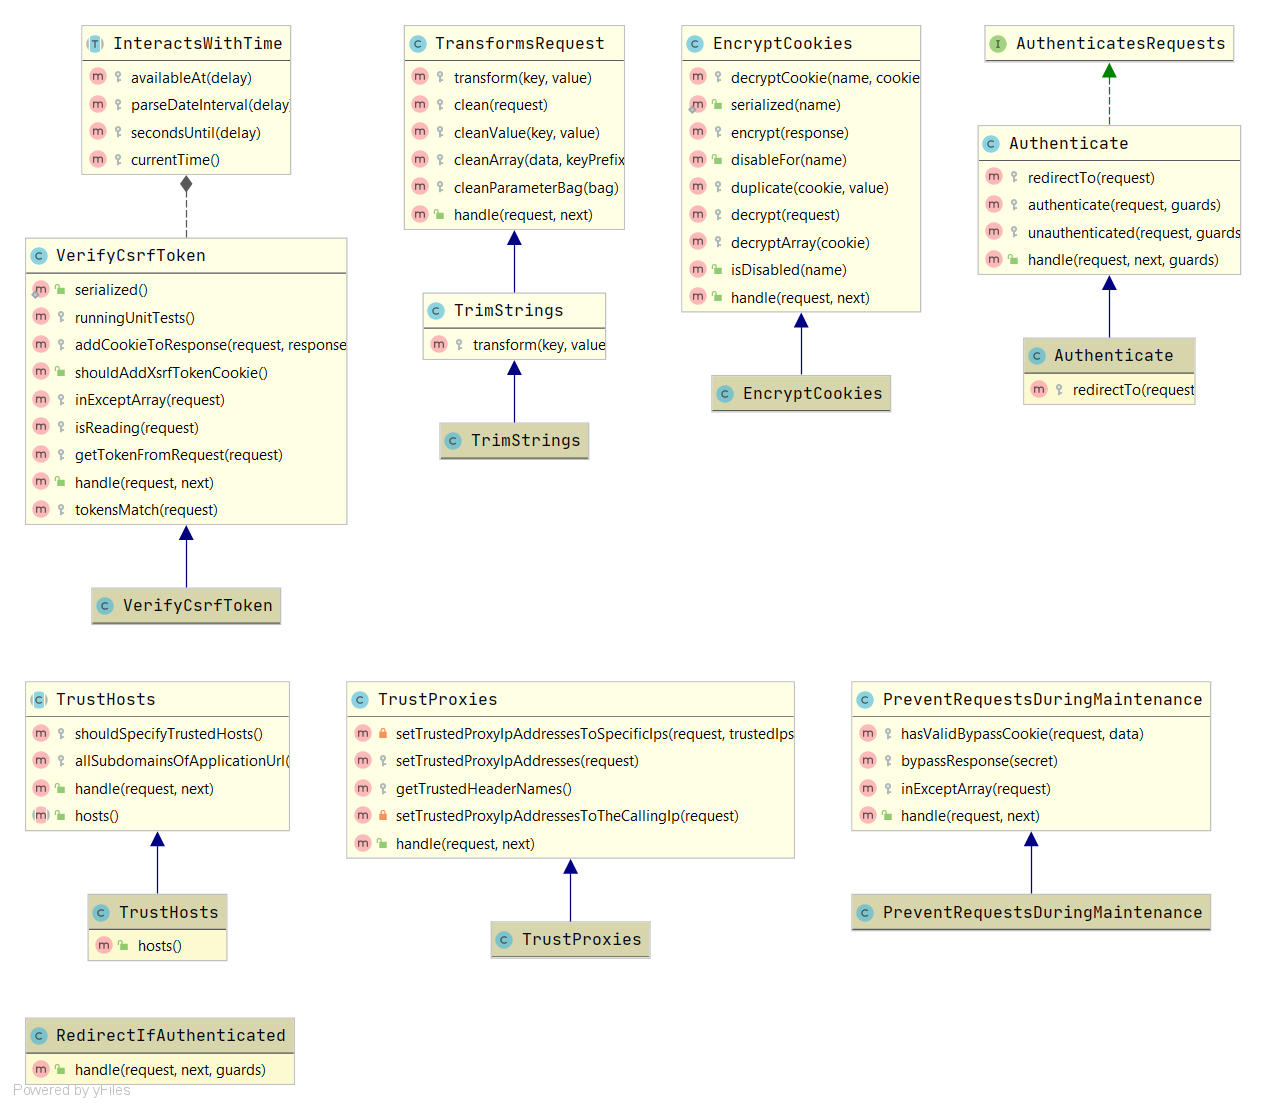 InteractsWithTime
availableAt(delay)
parseDateInterval(delay)
secondsUntil(delay)
currentTime()
VerifyCsrfToken
serialized()
runningUnitTests()
addCookieToResponse(request, response
shouldAddXsrfTokenCookie()
inExceptArray(request)
isReading(request)
getTokenFromRequest(request)
handle(request, next)
tokensMatch(request)
VerifyCsrfToken
TransformsRequest
transform(key, value)
clean(request)
cleanValue(key, value)
cleanArray(data, keyPrefix
cleanParameterBag(bag)
handle(request, next)
TrimStrings
transform(key, value
TrimStrings
EncryptCookies
decryptCookie(name, cookie
serialized(name)
encrypt(response)
disableFor(name)
duplicate(cookie, value)
decrypt(request)
decryptArray(cookie)
isDisabled(name)
handle(request, next)
EncryptCookies
AuthenticatesRequests
Authenticate
redirectTo(request)
authenticate(request, guards)
unauthenticated(request, guards
handle(request, next, guards)
Authenticate
redirectTo(request
TrustHosts
shouldSpecifyTrustedHosts()
allSubdomainsOfApplicationUrl(
handle(request, next)
hosts()
TrustHosts
hosts()
TrustProxies
setTrustedProxyIpAddressesToSpecificIps(request, trustedIps
setTrustedProxyIpAddresses(request)
getTrustedHeaderNames()
setTrustedProxyIpAddressesToTheCallingIp(request)
handle(request, next)
TrustProxies
PreventRequestsDuringMaintenance
hasValidBypassCookie(request, data)
bypassResponse(secret)
inExceptArray(request)
handle(request, next)
PreventRequestsDuringMaintenance
RedirectIfAuthenticated
handle(request, next, guards)
Powered by yFiles